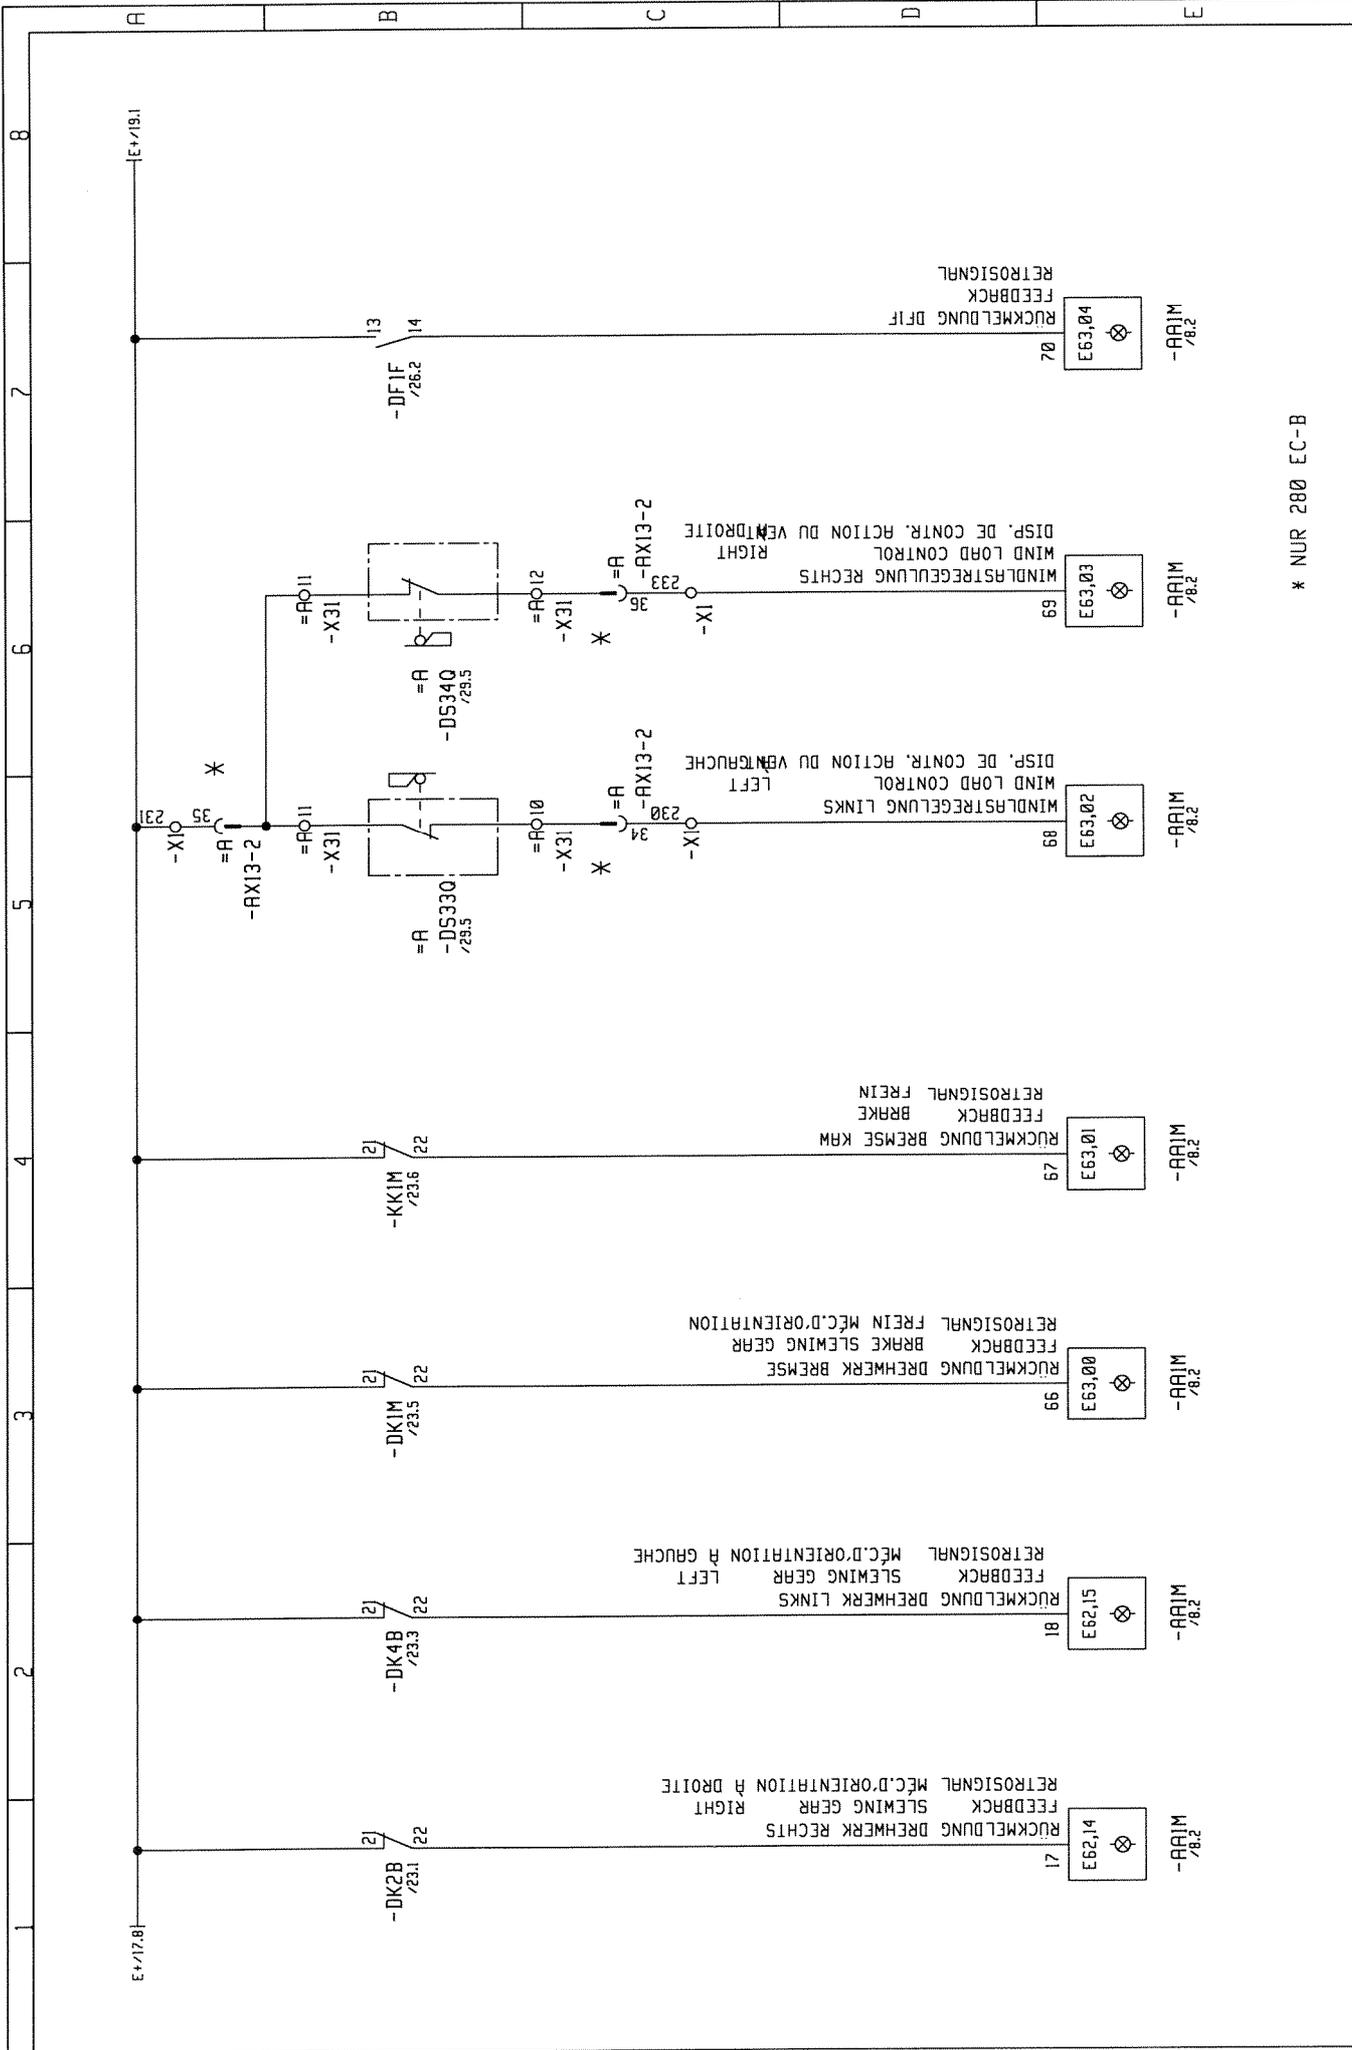 1
2
3
4
5
6
7
8
A
B
C
D
E
E+/17.8
E+/19.1
-DK2B
/23.1
21
22
RÜCKMELDUNG DREHWERK RECHTS
FEEDBACK SLEWING GEAR RIGHT
RETROSIGNAL MÉC.D'ORIENTATION À DROITE
17
E62,14
-AA1M
/8.2
-DK4B
/23.3
21
22
RÜCKMELDUNG DREHWERK LINKS
FEEDBACK SLEWING GEAR LEFT
RETROSIGNAL MÉC.D'ORIENTATION À GAUCHE
18
E62,15
-AA1M
/8.2
-DK1M
/23.5
21
22
RÜCKMELDUNG DREHWERK BREMSE
FEEDBACK BRAKE SLEWING GEAR
RETROSIGNAL FREIN MÉC.D'ORIENTATION
66
E63,00
-AA1M
/8.2
-KK1M
/23.6
21
22
RÜCKMELDUNG BREMSE KAW
FEEDBACK BRAKE
RETROSIGNAL FREIN
67
E63,01
-AA1M
/8.2
231
-X1
35
=A
-AX13-2
*
=A 11
-X31
=A
-DS33Q
/29.5
=A 10
-X31
*
=A
-AX13-2
34
230
-X1
WINDLASTREGELUNG LINKS
WIND LOAD CONTROL LEFT
DISP. DE CONTR. ACTION DU VENT À GAUCHE
68
E63,02
-AA1M
/8.2
=A 11
-X31
=A
-DS34Q
/29.5
=A 12
-X31
*
=A
-AX13-2
36
233
-X1
WINDLASTREGEULUNG RECHTS
WIND LOAD CONTROL RIGHT
DISP. DE CONTR. ACTION DU VENT À DROITE
69
E63,03
-AA1M
/8.2
-DF1F
/26.2
13
14
RÜCKMELDUNG DF1F
FEEDBACK
RETROSIGNAL
70
E63,04
-AA1M
/8.2
* NUR 280 EC-B